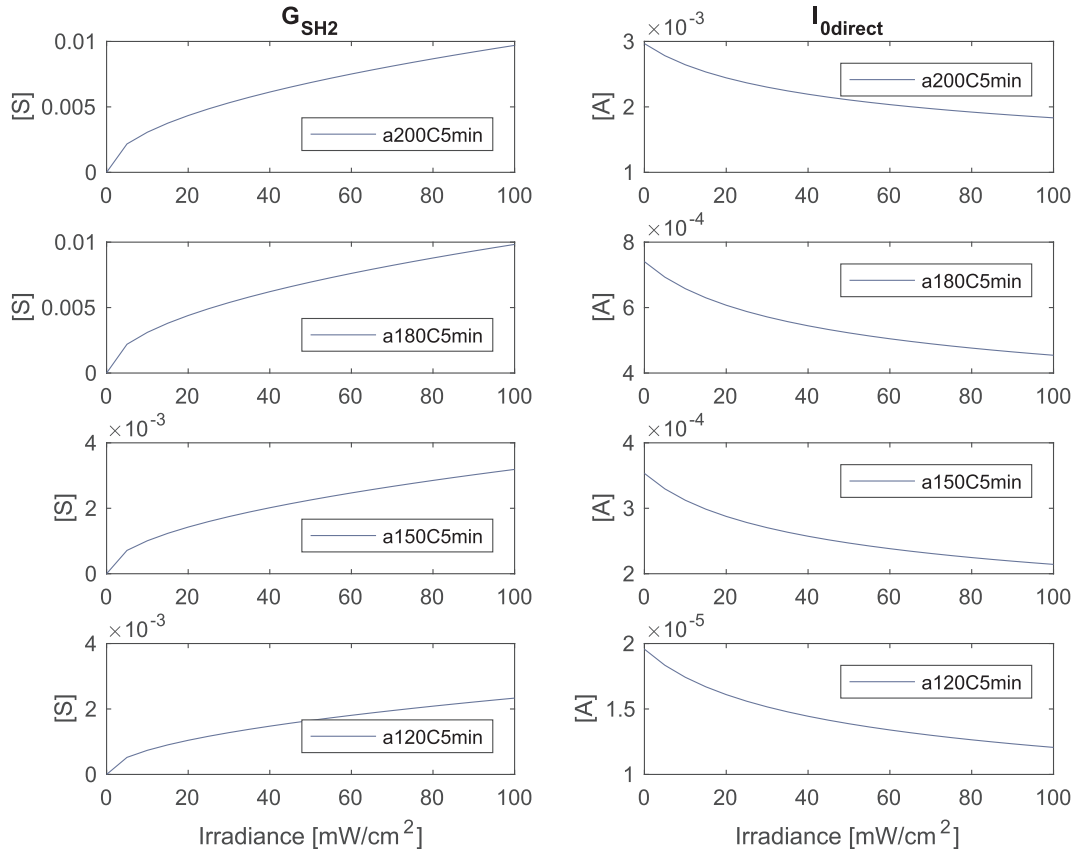 G_SH2
I_0direct
×10^-3
[S]
0.01
0.005
0
a200C5min
0 20 40 60 80 100
[A]
3
2
1
a200C5min
0 20 40 60 80 100
[S]
0.01
0.005
0
a180C5min
0 20 40 60 80 100
×10^-4
[A]
8
6
4
a180C5min
0 20 40 60 80 100
×10^-3
[S]
4
2
0
a150C5min
0 20 40 60 80 100
×10^-4
[A]
4
3
2
a150C5min
0 20 40 60 80 100
×10^-3
[S]
4
2
0
a120C5min
0 20 40 60 80 100
Irradiance [mW/cm^2]
×10^-5
[A]
2
1.5
1
a120C5min
0 20 40 60 80 100
Irradiance [mW/cm^2]